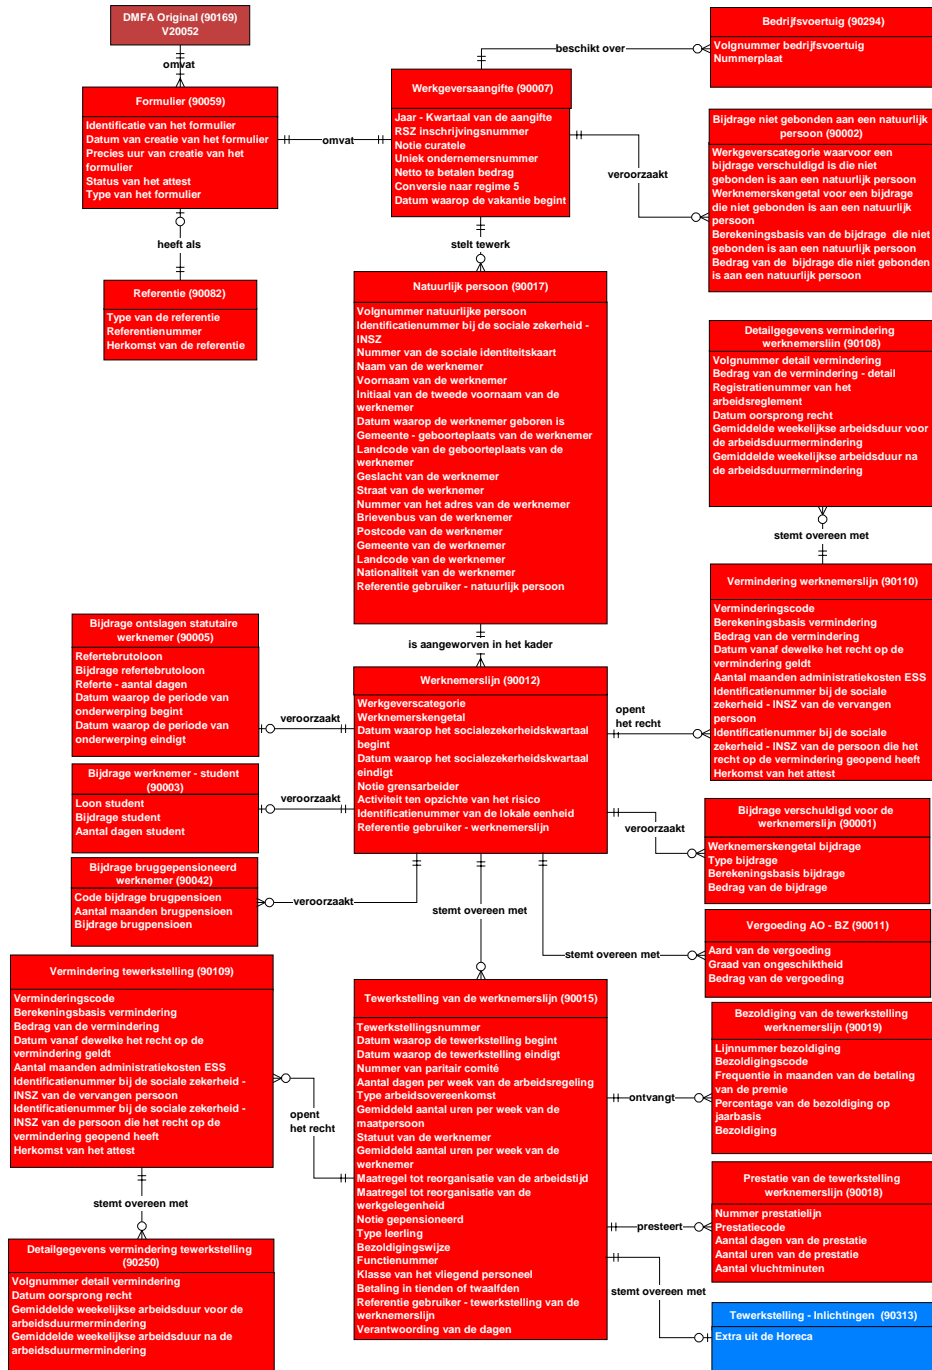 DMFA Original (90169)
V20052
omvat
Formulier (90059)
Identificatie van het formulier
Datum van creatie van het formulier
Precies uur van creatie van het
formulier
Status van het attest
Type van het formulier
omvat
heeft als
Referentie (90082)
Type van de referentie
Referentienummer
Herkomst van de referentie
Werkgeversaangifte (90007)
Jaar - Kwartaal van de aangifte
RSZ inschrijvingsnummer
Notie curatele
Uniek ondernemersnummer
Netto te betalen bedrag
Conversie naar regime 5
Datum waarop de vakantie begint
beschikt over
Bedrijfsvoertuig (90294)
Volgnummer bedrijfsvoertuig
Nummerplaat
veroorzaakt
Bijdrage niet gebonden aan een natuurlijk
persoon (90002)
Werkgeverscategorie waarvoor een
bijdrage verschuldigd is die niet
gebonden is aan een natuurlijk persoon
Werknemerskengetal voor een bijdrage
die niet gebonden is aan een natuurlijk
persoon
Berekeningsbasis van de bijdrage  die niet
gebonden is aan een natuurlijk persoon
Bedrag van de  bijdrage die niet gebonden
is aan een natuurlijk persoon
stelt tewerk
Natuurlijk persoon (90017)
Volgnummer natuurlijke persoon
Identificatienummer bij de sociale zekerheid -
INSZ
Nummer van de sociale identiteitskaart
Naam van de werknemer
Voornaam van de werknemer
Initiaal van de tweede voornaam van de
werknemer
Datum waarop de werknemer geboren is
Gemeente - geboorteplaats van de werknemer
Landcode van de geboorteplaats van de
werknemer
Geslacht van de werknemer
Straat van de werknemer
Nummer van het adres van de werknemer
Brievenbus van de werknemer
Postcode van de werknemer
Gemeente van de werknemer
Landcode van de werknemer
Nationaliteit van de werknemer
Referentie gebruiker - natuurlijk persoon
Detailgegevens vermindering
werknemersliin (90108)
Volgnummer detail vermindering
Bedrag van de vermindering - detail
Registratienummer van het
arbeidsreglement
Datum oorsprong recht
Gemiddelde weekelijkse arbeidsduur voor
de arbeidsduurmermindering
Gemiddelde weekelijkse arbeidsduur na
de arbeidsduurmermindering
stemt overeen met
Vermindering werknemerslijn (90110)
Verminderingscode
Berekeningsbasis vermindering
Bedrag van de vermindering
Datum vanaf dewelke het recht op de
vermindering geldt
Aantal maanden administratiekosten ESS
Identificatienummer bij de sociale
zekerheid - INSZ van de vervangen
persoon
Identificatienummer bij de sociale
zekerheid - INSZ van de persoon die het
recht op de vermindering geopend heeft
Herkomst van het attest
is aangeworven in het kader
Bijdrage ontslagen statutaire
werknemer (90005)
Refertebrutoloon
Bijdrage refertebrutoloon
Referte - aantal dagen
Datum waarop de periode van
onderwerping begint
Datum waarop de periode van
onderwerping eindigt
veroorzaakt
Werknemerslijn (90012)
Werkgeverscategorie
Werknemerskengetal
Datum waarop het socialezekerheidskwartaal
begint
Datum waarop het socialezekerheidskwartaal
eindigt
Notie grensarbeider
Activiteit ten opzichte van het risico
Identificatienummer van de lokale eenheid
Referentie gebruiker - werknemerslijn
opent
het recht
Bijdrage werknemer - student
(90003)
Loon student
Bijdrage student
Aantal dagen student
veroorzaakt
veroorzaakt
Bijdrage verschuldigd voor de
werknemerslijn (90001)
Werknemerskengetal bijdrage
Type bijdrage
Berekeningsbasis bijdrage
Bedrag van de bijdrage
Bijdrage bruggepensioneerd
werknemer (90042)
Code bijdrage brugpensioen
Aantal maanden brugpensioen
Bijdrage brugpensioen
veroorzaakt
stemt overeen met
stemt overeen met
Vergoeding AO - BZ (90011)
Aard van de vergoeding
Graad van ongeschiktheid
Bedrag van de vergoeding
Vermindering tewerkstelling (90109)
Verminderingscode
Berekeningsbasis vermindering
Bedrag van de vermindering
Datum vanaf dewelke het recht op de
vermindering geldt
Aantal maanden administratiekosten ESS
Identificatienummer bij de sociale zekerheid -
INSZ van de vervangen persoon
Identificatienummer bij de sociale zekerheid -
INSZ van de persoon die het recht op de
vermindering geopend heeft
Herkomst van het attest
opent
het recht
Tewerkstelling van de werknemerslijn (90015)
Tewerkstellingsnummer
Datum waarop de tewerkstelling begint
Datum waarop de tewerkstelling eindigt
Nummer van paritair comité
Aantal dagen per week van de arbeidsregeling
Type arbeidsovereenkomst
Gemiddeld aantal uren per week van de
maatpersoon
Statuut van de werknemer
Gemiddeld aantal uren per week van de
werknemer
Maatregel tot reorganisatie van de arbeidstijd
Maatregel tot reorganisatie van de
werkgelegenheid
Notie gepensioneerd
Type leerling
Bezoldigingswijze
Functienummer
Klasse van het vliegend personeel
Betaling in tienden of twaalfden
Referentie gebruiker - tewerkstelling van de
werknemerslijn
Verantwoording van de dagen
ontvangt
Bezoldiging van de tewerkstelling
werknemerslijn (90019)
Lijnnummer bezoldiging
Bezoldigingscode
Frequentie in maanden van de betaling
van de premie
Percentage van de bezoldiging op
jaarbasis
Bezoldiging
presteert
Prestatie van de tewerkstelling
werknemerslijn (90018)
Nummer prestatielijn
Prestatiecode
Aantal dagen van de prestatie
Aantal uren van de prestatie
Aantal vluchtminuten
stemt overeen met
Detailgegevens vermindering tewerkstelling
(90250)
Volgnummer detail vermindering
Datum oorsprong recht
Gemiddelde weekelijkse arbeidsduur voor de
arbeidsduurmermindering
Gemiddelde weekelijkse arbeidsduur na de
arbeidsduurmermindering
stemt overeen met
Tewerkstelling - Inlichtingen (90313)
Extra uit de Horeca